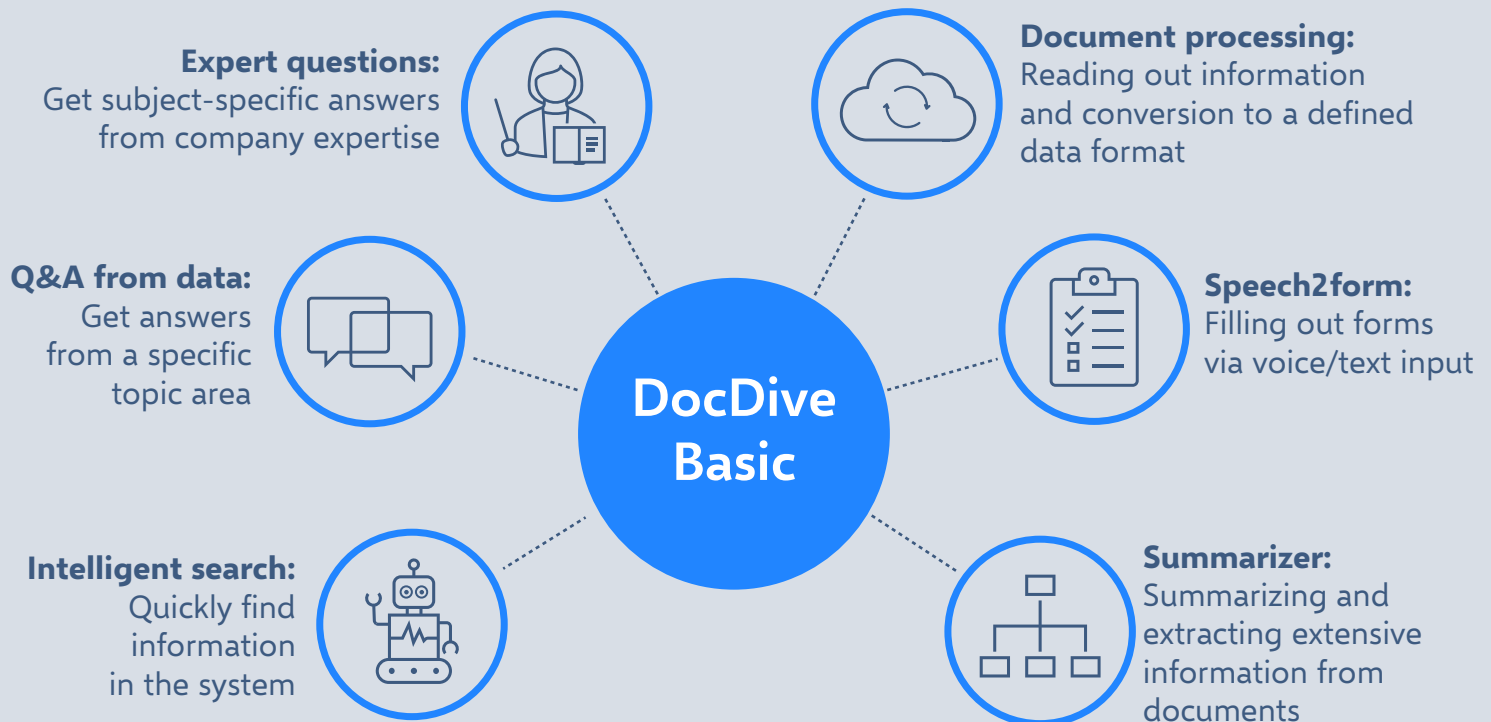 Expert questions:
Get subject-specific answers
from company expertise
Document processing:
Reading out information
and conversion to a defined
data format
Q&A from data:
Get answers
from a specific
topic area
Speech2form:
Filling out forms
via voice/text input
DocDive
Basic
Intelligent search:
Quickly find
information
in the system
Summarizer:
Summarizing and
extracting extensive
information from
documents